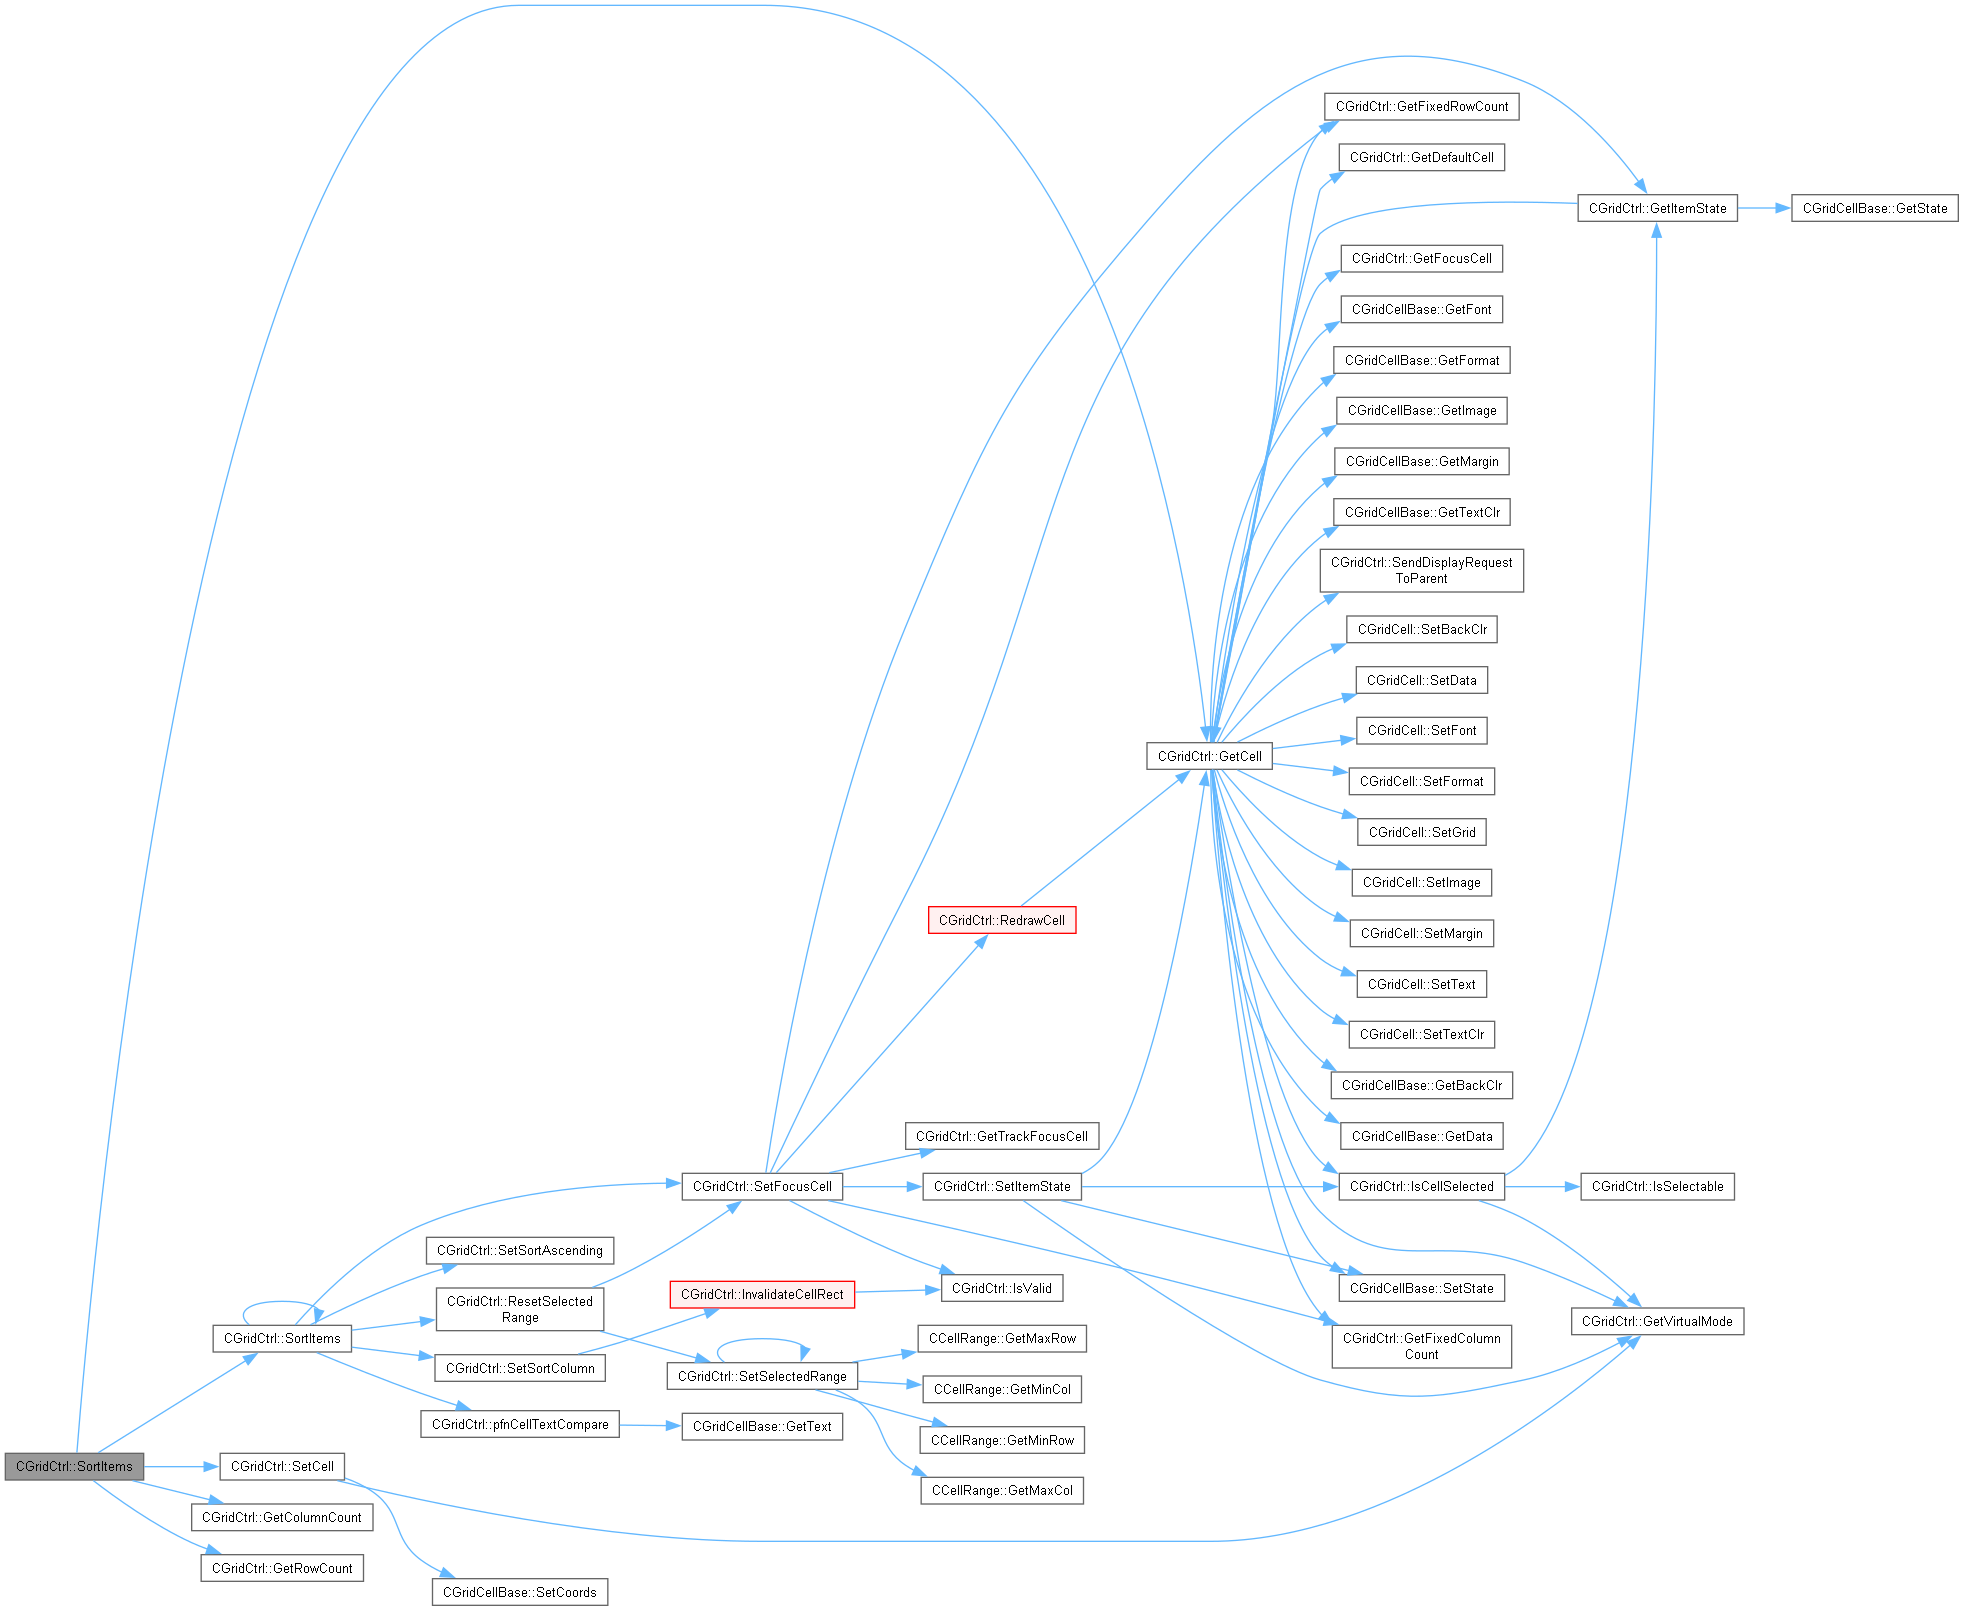 CGridCtrl::GetFixedRowCount
CGridCtrl::GetDefaultCell
CGridCtrl::GetItemState
CGridCellBase::GetState
CGridCtrl::GetFocusCell
CGridCellBase::GetFont
CGridCellBase::GetFormat
CGridCellBase::GetImage
CGridCellBase::GetMargin
CGridCellBase::GetTextClr
CGridCtrl::SendDisplayRequest
ToParent
CGridCell::SetBackClr
CGridCell::SetData
CGridCell::SetFont
CGridCtrl::GetCell
CGridCell::SetFormat
CGridCell::SetGrid
CGridCell::SetImage
CGridCtrl::RedrawCell
CGridCell::SetMargin
CGridCell::SetText
CGridCell::SetTextClr
CGridCellBase::GetBackClr
CGridCtrl::GetTrackFocusCell
CGridCellBase::GetData
CGridCtrl::SetFocusCell
CGridCtrl::SetItemState
CGridCtrl::IsCellSelected
CGridCtrl::IsSelectable
CGridCtrl::SetSortAscending
CGridCtrl::IsValid
CGridCellBase::SetState
CGridCtrl::InvalidateCellRect
CGridCtrl::ResetSelected
Range
CGridCtrl::GetVirtualMode
CGridCtrl::SortItems
CGridCtrl::GetFixedColumn
Count
CCellRange::GetMaxRow
CGridCtrl::SetSortColumn
CGridCtrl::SetSelectedRange
CCellRange::GetMinCol
CGridCtrl::pfnCellTextCompare
CGridCellBase::GetText
CCellRange::GetMinRow
CGridCtrl::SortItems
CGridCtrl::SetCell
CCellRange::GetMaxCol
CGridCtrl::GetColumnCount
CGridCtrl::GetRowCount
CGridCellBase::SetCoords